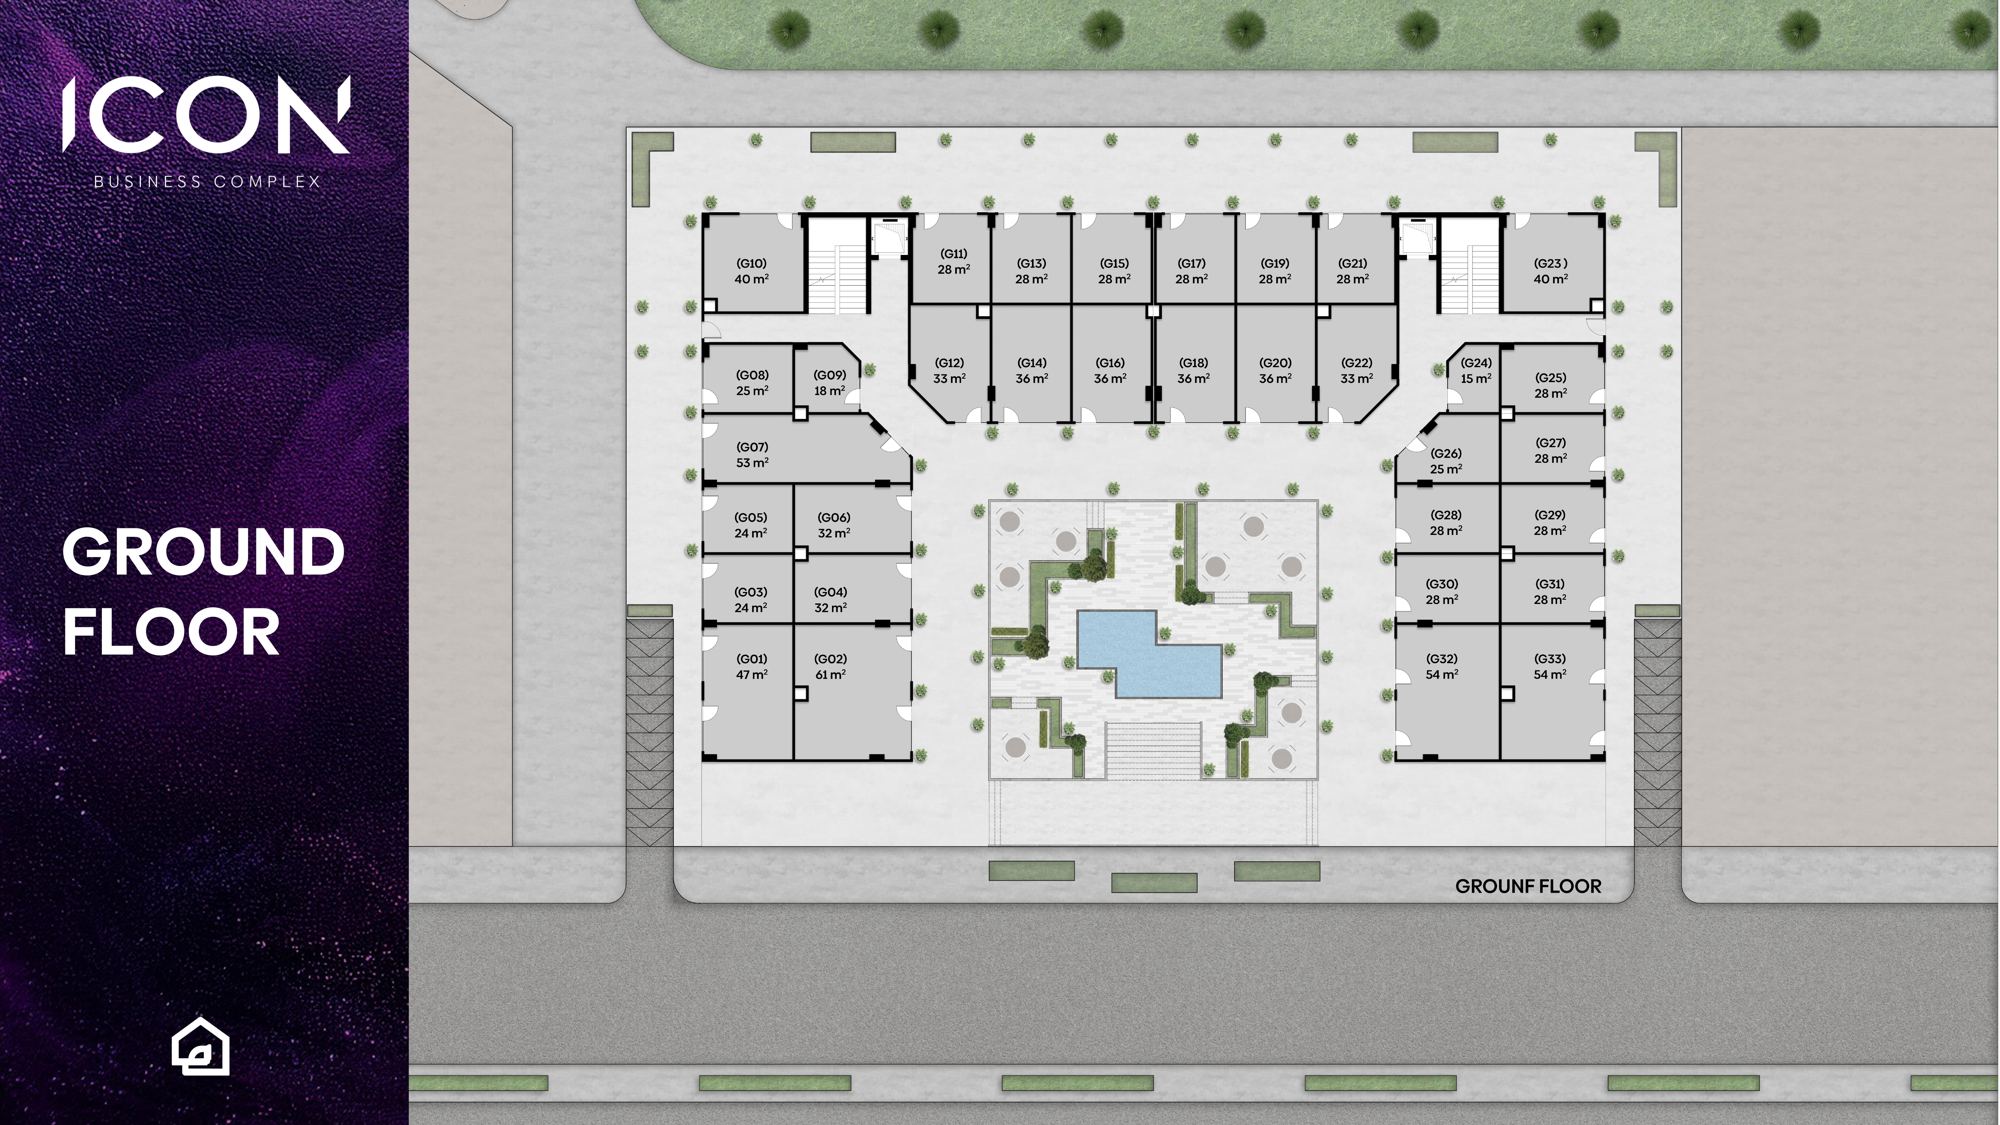 ICON
BUSINESS COMPLEX
GROUND
FLOOR
(G10)
40 m²
(G11)
28 m²
(G13)
28 m²
(G15)
28 m²
(G17)
28 m²
(G19)
28 m²
(G21)
28 m²
(G23 )
40 m²
(G12)
33 m²
(G14)
36 m²
(G16)
36 m²
(G18)
36 m²
(G20)
36 m²
(G22)
33 m²
(G08)
25 m²
(G09)
18 m²
(G24)
15 m²
(G25)
28 m²
(G07)
53 m²
(G26)
25 m²
(G27)
28 m²
(G05)
24 m²
(G06)
32 m²
(G28)
28 m²
(G29)
28 m²
(G03)
24 m²
(G04)
32 m²
(G30)
28 m²
(G31)
28 m²
(G01)
47 m²
(G02)
61 m²
(G32)
54 m²
(G33)
54 m²
GROUNF FLOOR